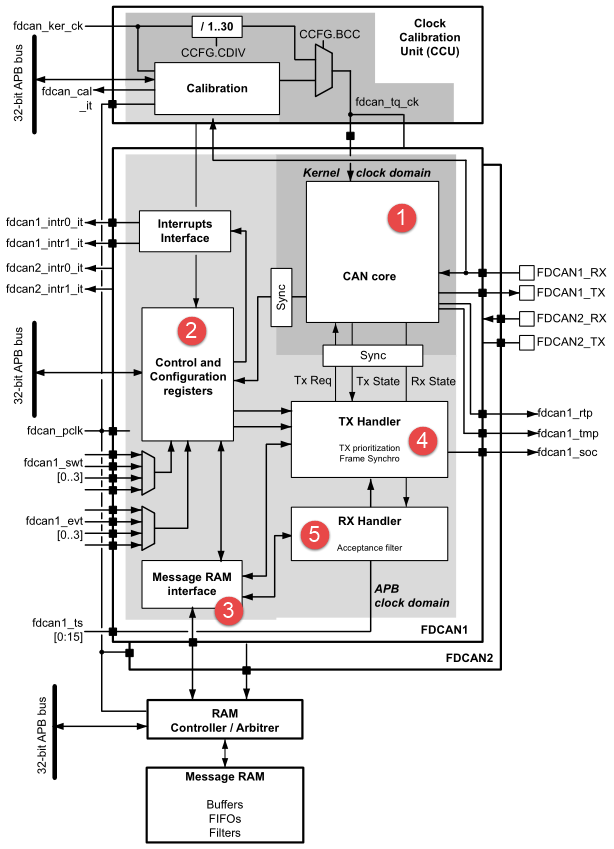 fdcan_ker_ck
/ 1..30
CCFG.CDIV
CCFG.BCC
Clock
Calibration
Unit (CCU)
32-bit APB bus
Calibration
fdcan_cal
_it
fdcan_tq_ck
Kernel clock domain
1
CAN core
fdcan1_intr0_it
fdcan1_intr1_it
fdcan2_intr0_it
fdcan2_intr1_it
Interrupts
Interface
Sync
FDCAN1_RX
FDCAN1_TX
FDCAN2_RX
FDCAN2_TX
32-bit APB bus
2
Control and
Configuration
registers
Sync
Tx Req
Tx State
Rx State
fdcan_pclk
fdcan1_swt
[0..3]
fdcan1_evt
[0..3]
TX Handler
TX prioritization
Frame Synchro
4
fdcan1_rtp
fdcan1_tmp
fdcan1_soc
RX Handler
5
Acceptance filter
Message RAM
interface
3
APB
clock domain
fdcan1_ts
[0:15]
FDCAN1
FDCAN2
32-bit APB bus
RAM
Controller / Arbitrer
Message RAM
Buffers
FIFOs
Filters